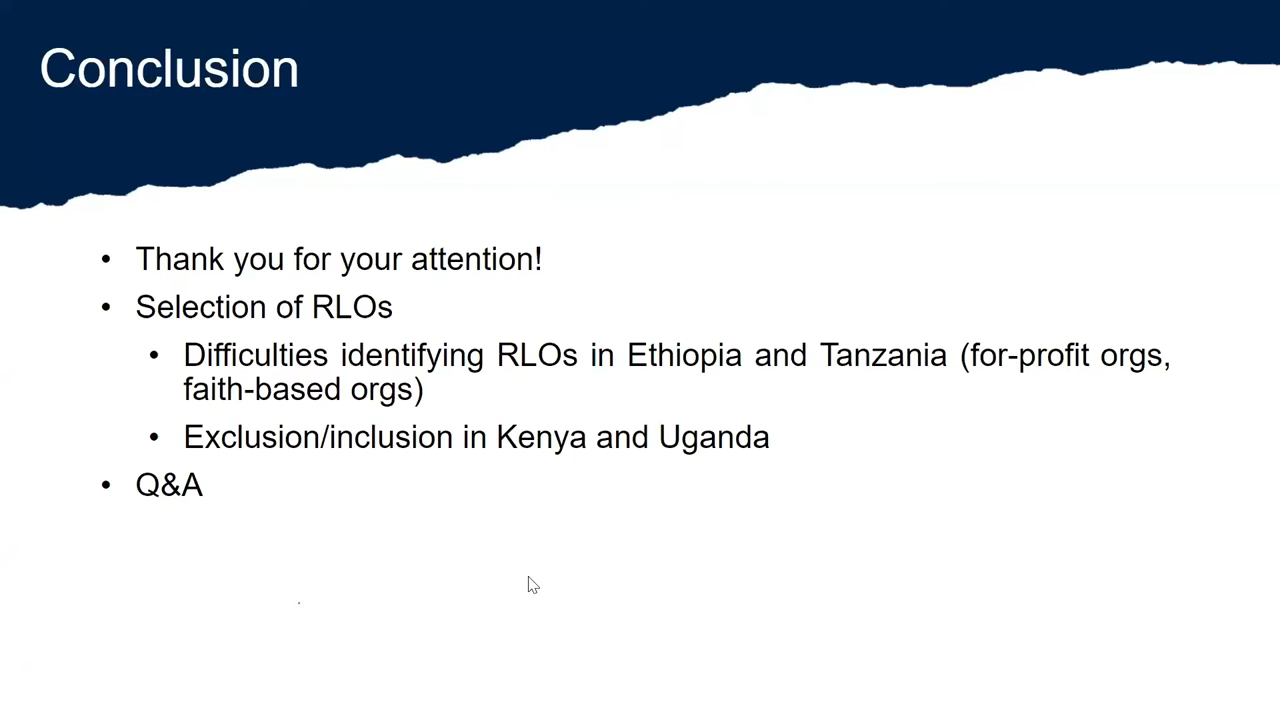 Conclusion
• Thank you for your attention!
• Selection of RLOs
• Difficulties identifying RLOs in Ethiopia and Tanzania (for-profit orgs,
faith-based orgs)
• Exclusion/inclusion in Kenya and Uganda
• Q&A